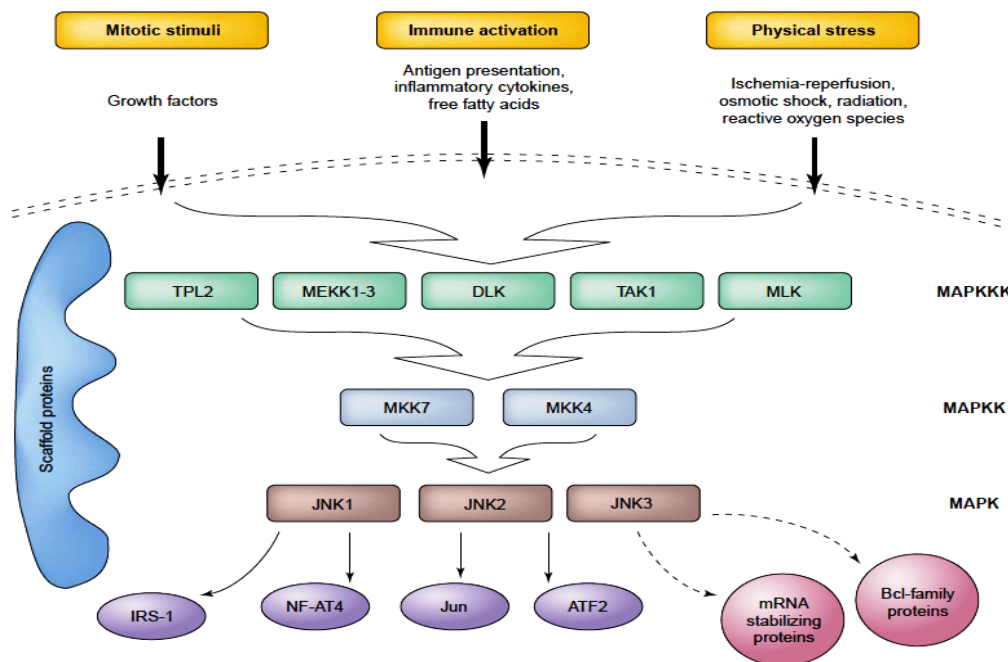 Mitotic stimuli
Immune activation
Physical stress
Growth factors
Antigen presentation,
inflammatory cytokines,
free fatty acids
Ischemia-reperfusion,
osmotic shock, radiation,
reactive oxygen species
Scaffold proteins
TPL2
MEKK1-3
DLK
TAK1
MLK
MAPKKK
MKK7
MKK4
MAPKK
JNK1
JNK2
JNK3
MAPK
IRS-1
NF-AT4
Jun
ATF2
mRNA
stabilizing
proteins
Bcl-family
proteins